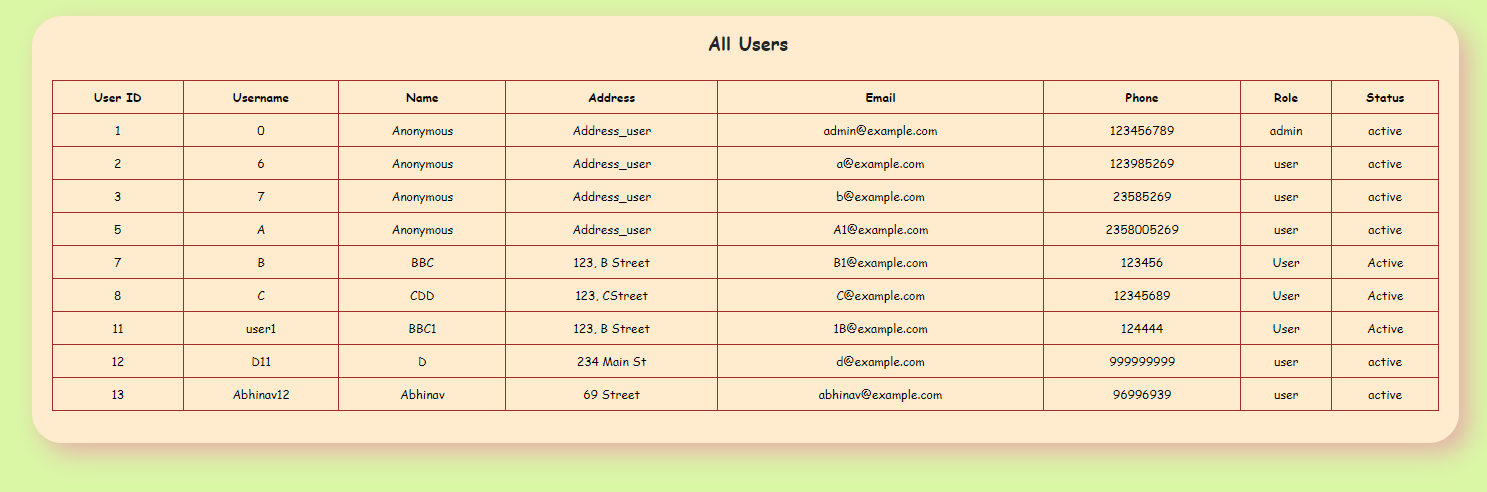 All Users
User ID Username Name Address Email Phone Role Status
1 0 Anonymous Address_user admin@example.com 123456789 admin active
2 6 Anonymous Address_user a@example.com 123985269 user active
3 7 Anonymous Address_user b@example.com 23585269 user active
5 A Anonymous Address_user A1@example.com 2358005269 user active
7 B BBC 123, B Street B1@example.com 123456 User Active
8 C CDD 123, CStreet C@example.com 12345689 User Active
11 user1 BBC1 123, B Street 1B@example.com 124444 User Active
12 D11 D 234 Main St d@example.com 999999999 user active
13 Abhinav12 Abhinav 69 Street abhinav@example.com 96996939 user active